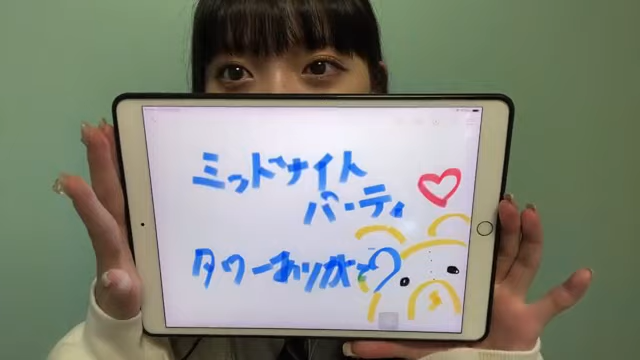 ミッドナイト
パーティ
タワーありがとう